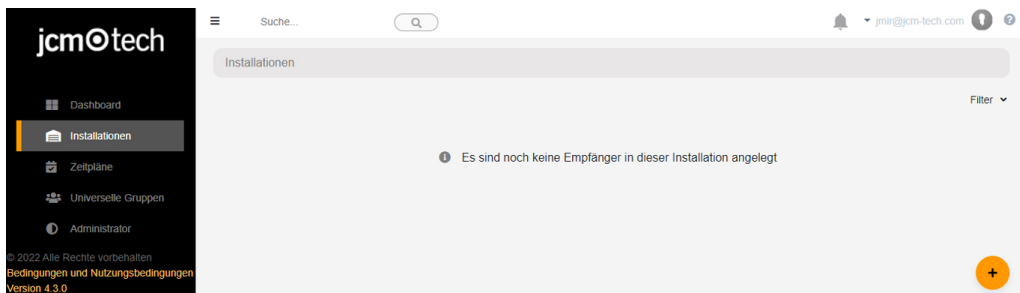 jcm tech
Suche...
jmir@jcm-tech.com
Installationen
Filter
Dashboard
Installationen
Zeitpläne
Universelle Gruppen
Administrator
Es sind noch keine Empfänger in dieser Installation angelegt
© 2022 Alle Rechte vorbehalten
Bedingungen und Nutzungsbedingungen
Version 4.3.0